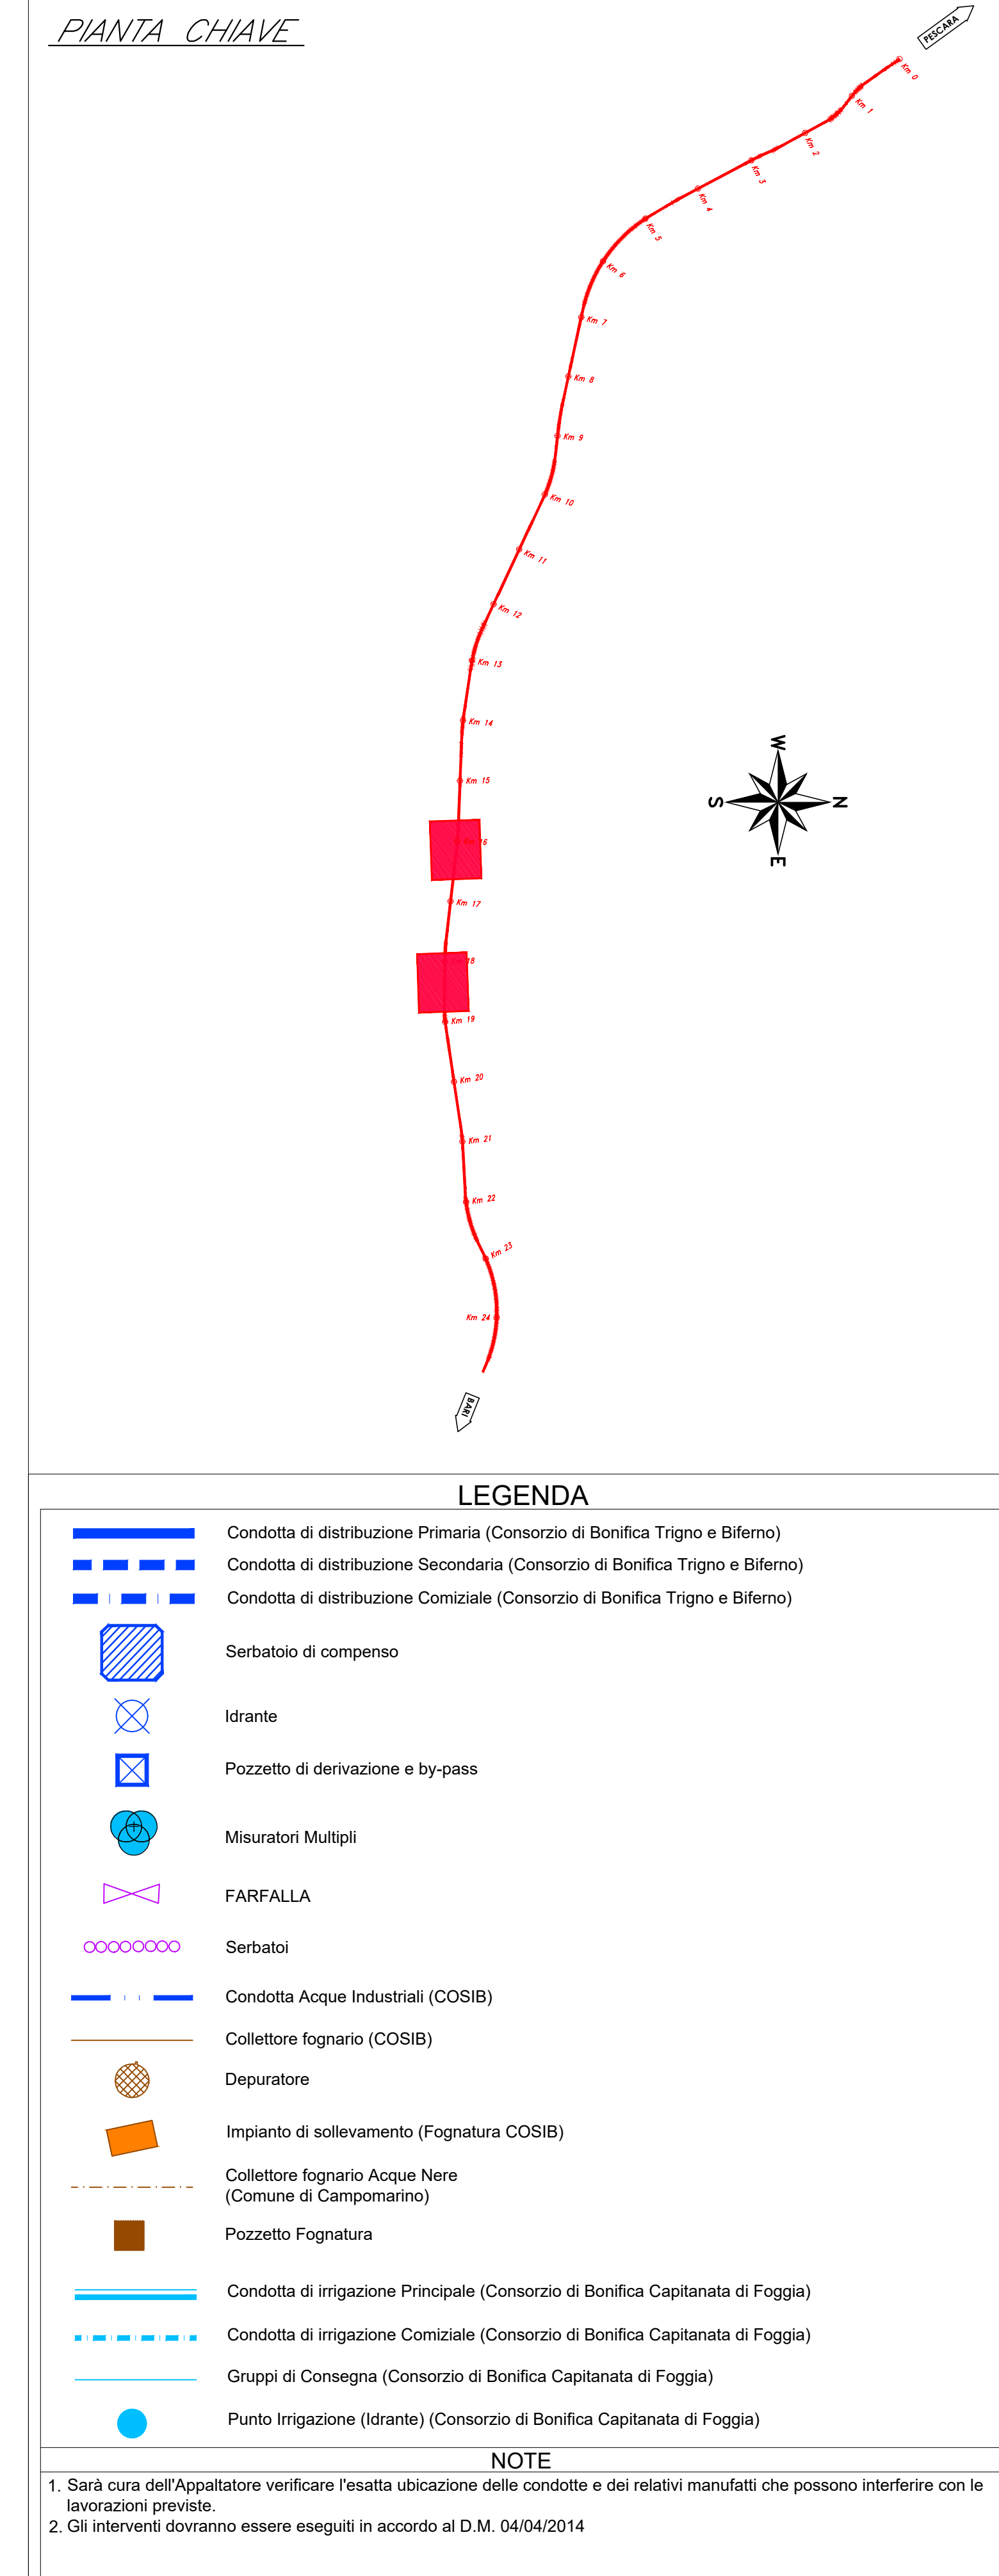 PIANTA CHIAVE
PESCARA
Km 0
Km 1
Km 2
Km 3
Km 4
Km 5
Km 6
Km 7
Km 8
Km 9
Km 10
Km 11
Km 12
Km 13
Km 14
W
S
N
E
Km 15
Km 16
Km 17
18
Km 19
Km 20
Km 21
Km 22
Km 23
Km 24
BARI
LEGENDA
Condotta di distribuzione Primaria (Consorzio di Bonifica Trigno e Biferno)
Condotta di distribuzione Secondaria (Consorzio di Bonifica Trigno e Biferno)
Condotta di distribuzione Comiziale (Consorzio di Bonifica Trigno e Biferno)
Serbatoio di compenso
Idrante
Pozzetto di derivazione e by-pass
Misuratori Multipli
FARFALLA
Serbatoi
Condotta Acque Industriali (COSIB)
Collettore fognario (COSIB)
Depuratore
Impianto di sollevamento (Fognatura COSIB)
Collettore fognario Acque Nere
(Comune di Campomarino)
Pozzetto Fognatura
Condotta di irrigazione Principale (Consorzio di Bonifica Capitanata di Foggia)
Condotta di irrigazione Comiziale (Consorzio di Bonifica Capitanata di Foggia)
Gruppi di Consegna (Consorzio di Bonifica Capitanata di Foggia)
Punto Irrigazione (Idrante) (Consorzio di Bonifica Capitanata di Foggia)
NOTE
1. Sarà cura dell'Appaltatore verificare l'esatta ubicazione delle condotte e dei relativi manufatti che possono interferire con le
lavorazioni previste.
2. Gli interventi dovranno essere eseguiti in accordo al D.M. 04/04/2014